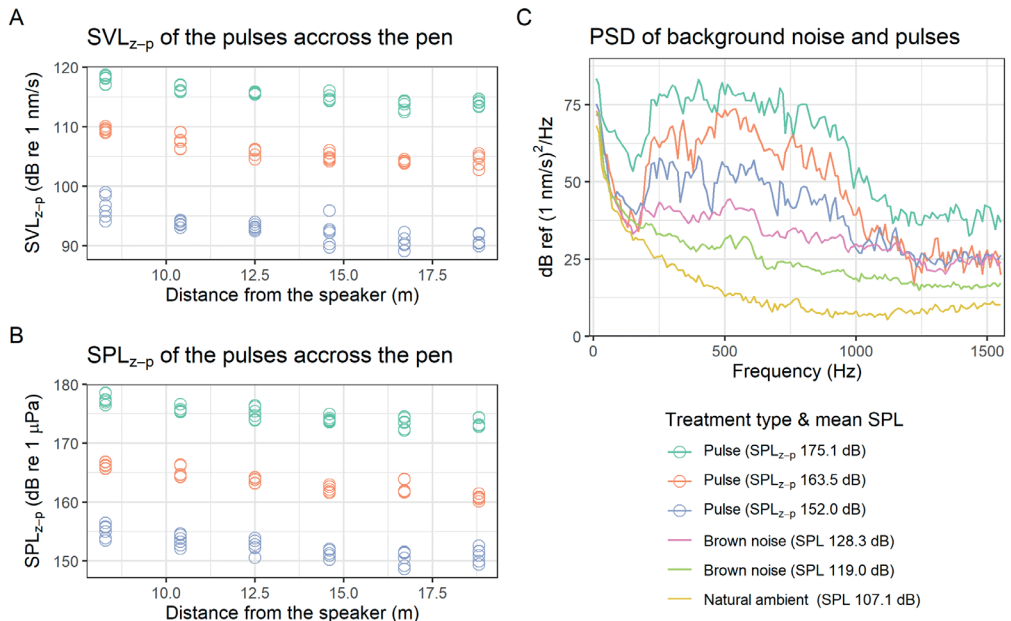 A
SVLz–p of the pulses accross the pen
SVLz–p (dB re 1 nm/s)
120
110
100
90
10.0
12.5
15.0
17.5
Distance from the speaker (m)
B
SPLz–p of the pulses accross the pen
SPLz–p (dB re 1 μPa)
180
170
160
150
10.0
12.5
15.0
17.5
Distance from the speaker (m)
C
PSD of background noise and pulses
dB ref (1 nm/s)²/Hz
75
50
25
0
0
500
1000
1500
Frequency (Hz)
Treatment type & mean SPL
Pulse (SPLz–p 175.1 dB)
Pulse (SPLz–p 163.5 dB)
Pulse (SPLz–p 152.0 dB)
Brown noise (SPL 128.3 dB)
Brown noise (SPL 119.0 dB)
Natural ambient (SPL 107.1 dB)